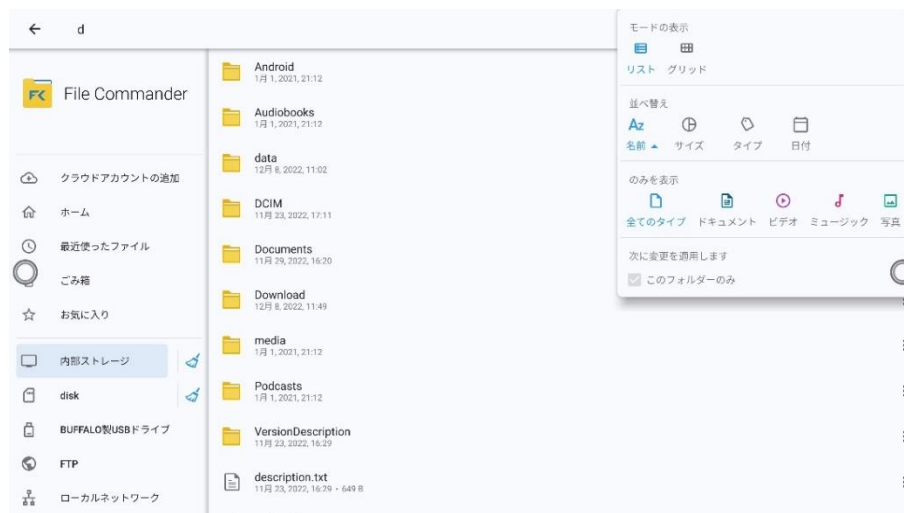 d
File Commander
クラウドアカウントの追加
ホーム
最近使ったファイル
ごみ箱
お気に入り
内部ストレージ
disk
BUFFALO製USBドライブ
FTP
ローカルネットワーク
Android
1月 1, 2021, 21:12
Audiobooks
1月 1, 2021, 21:12
data
12月 8, 2022, 11:02
DCIM
11月 23, 2022, 17:11
Documents
11月 29, 2022, 16:20
Download
12月 8, 2022, 11:49
media
1月 1, 2021, 21:12
Podcasts
1月 1, 2021, 21:12
VersionDescription
11月 23, 2022, 16:29
description.txt
11月 23, 2022, 16:29・649 B
モードの表示
リスト グリッド
並べ替え
Az
名前 サイズ タイプ 日付
のみを表示
全てのタイプ ドキュメント ビデオ ミュージック 写真
次に変更を適用します
このフォルダーのみ